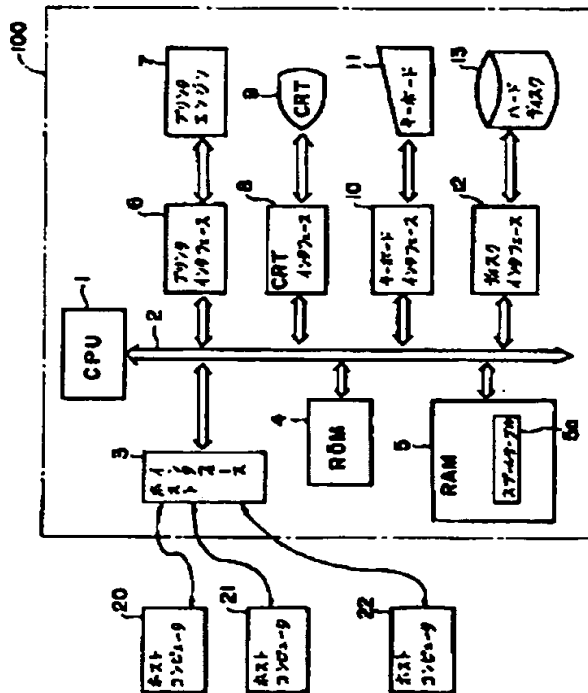 100
1
CPU
2
3
ホスト
インタフェース
4
ROM
5
RAM
スプールテーブル
5a
6
プリンタ
インタフェース
7
プリンタ
エンジン
8
CRT
インタフェース
9
CRT
10
キーボード
インタフェース
11
キーボード
12
ディスク
インタフェース
13
ハード
ディスク
20
ホスト
コンピュータ
21
ホスト
コンピュータ
22
ホスト
コンピュータ